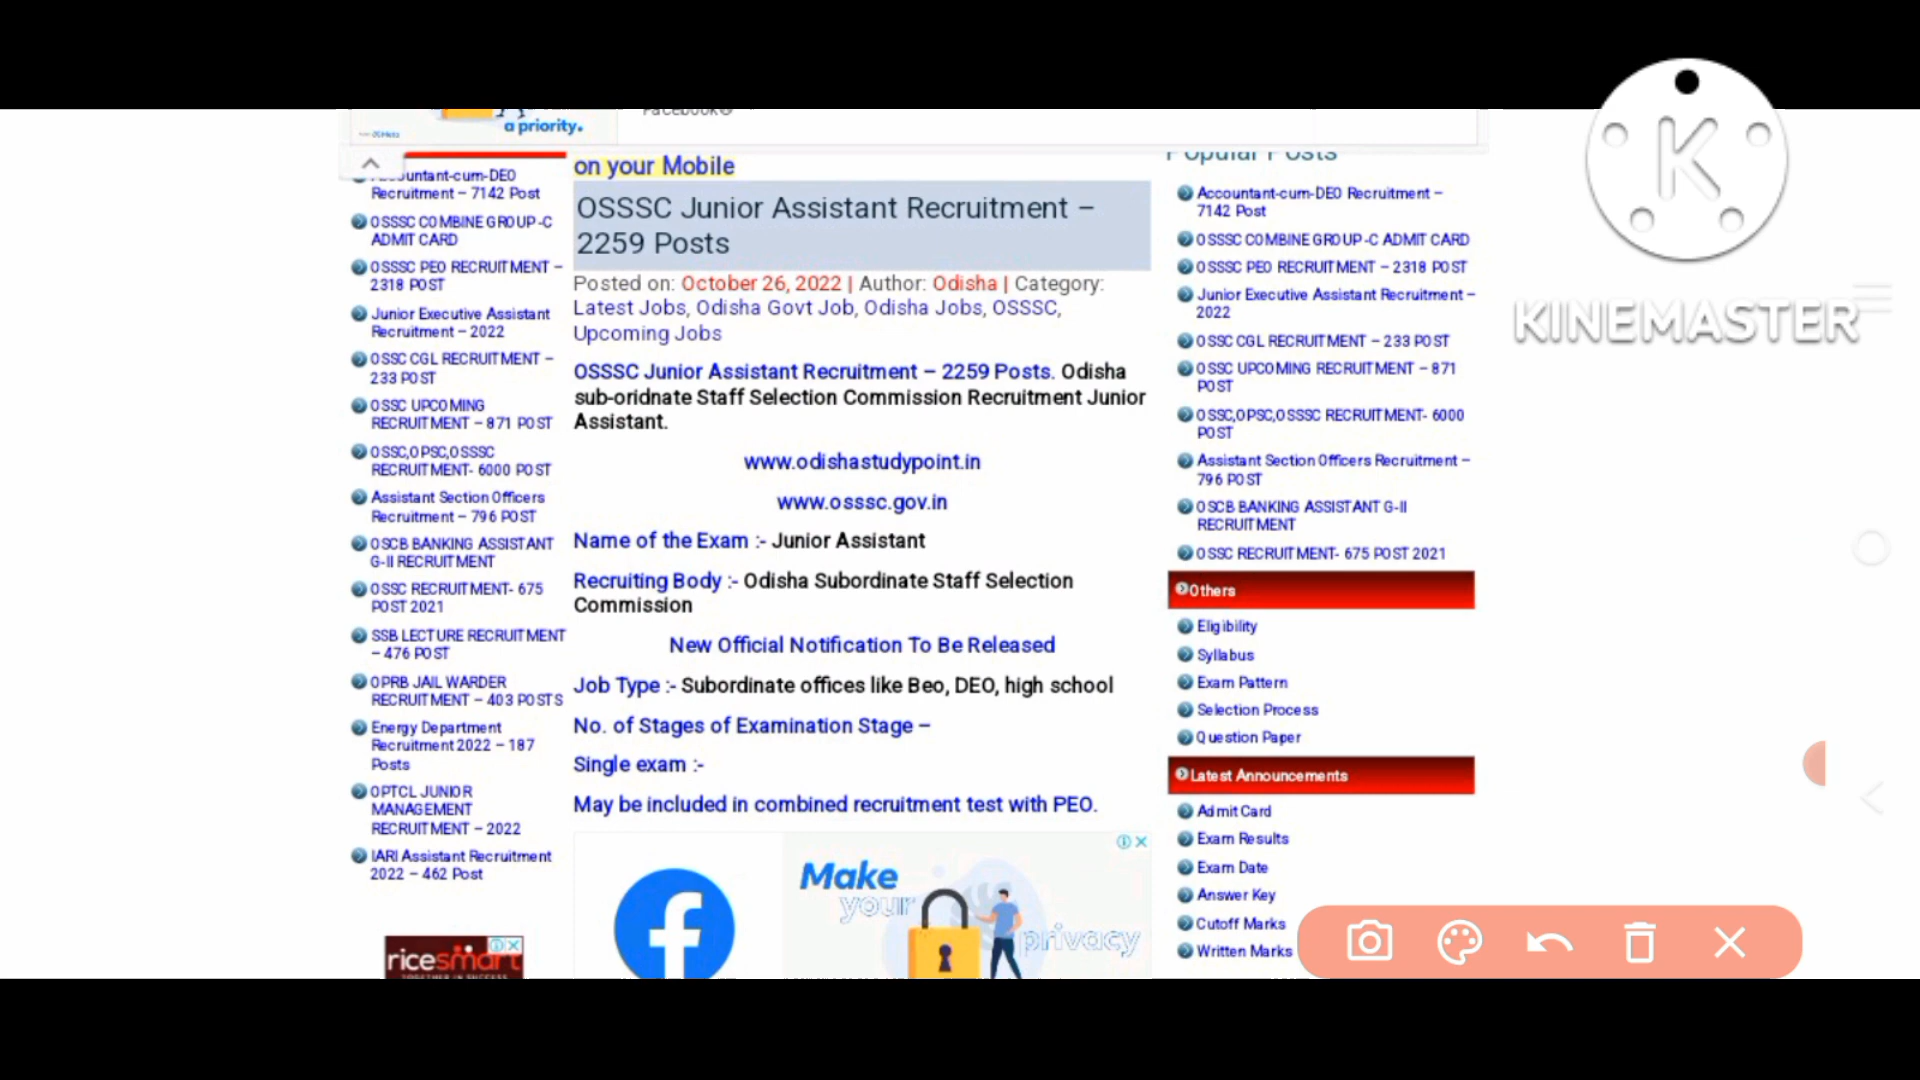 a priority.
on your Mobile
Accountant-cum-DEO
Recruitment – 7142 Post
OSSSC COMBINE GROUP -C
ADMIT CARD
OSSSC PEO RECRUITMENT –
2318 POST
Junior Executive Assistant
Recruitment – 2022
OSSC CGL RECRUITMENT –
233 POST
OSSC UPCOMING
RECRUITMENT – 871 POST
OSSC,OPSC,OSSSC
RECRUITMENT- 6000 POST
Assistant Section Officers
Recruitment – 796 POST
OSCB BANKING ASSISTANT
G-II RECRUITMENT
OSSC RECRUITMENT- 675
POST 2021
SSB LECTURE RECRUITMENT
– 476 POST
OPRB JAIL WARDER
RECRUITMENT – 403 POSTS
Energy Department
Recruitment 2022 – 187
Posts
OPTCL JUNIOR
MANAGEMENT
RECRUITMENT – 2022
IARI Assistant Recruitment
2022 – 462 Post
ricesmart
TOGETHER IN SUCCESS
OSSSC Junior Assistant Recruitment –
2259 Posts
Posted on: October 26, 2022 | Author: Odisha | Category:
Latest Jobs, Odisha Govt Job, Odisha Jobs, OSSSC,
Upcoming Jobs
OSSSC Junior Assistant Recruitment – 2259 Posts. Odisha
sub-oridnate Staff Selection Commission Recruitment Junior
Assistant.
www.odishastudypoint.in
www.osssc.gov.in
Name of the Exam :- Junior Assistant
Recruiting Body :- Odisha Subordinate Staff Selection
Commission
New Official Notification To Be Released
Job Type :- Subordinate offices like Beo, DEO, high school
No. of Stages of Examination Stage –
Single exam :-
May be included in combined recruitment test with PEO.
Make
your
privacy
Popular Posts
Accountant-cum-DEO Recruitment –
7142 Post
OSSSC COMBINE GROUP -C ADMIT CARD
OSSSC PEO RECRUITMENT – 2318 POST
Junior Executive Assistant Recruitment –
2022
OSSC CGL RECRUITMENT – 233 POST
OSSC UPCOMING RECRUITMENT – 871
POST
OSSC,OPSC,OSSSC RECRUITMENT- 6000
POST
Assistant Section Officers Recruitment –
796 POST
OSCB BANKING ASSISTANT G-II
RECRUITMENT
OSSC RECRUITMENT- 675 POST 2021
Others
Eligibility
Syllabus
Exam Pattern
Selection Process
Question Paper
Latest Announcements
Admit Card
Exam Results
Exam Date
Answer Key
Cutoff Marks
Written Marks
K
KINEMASTER